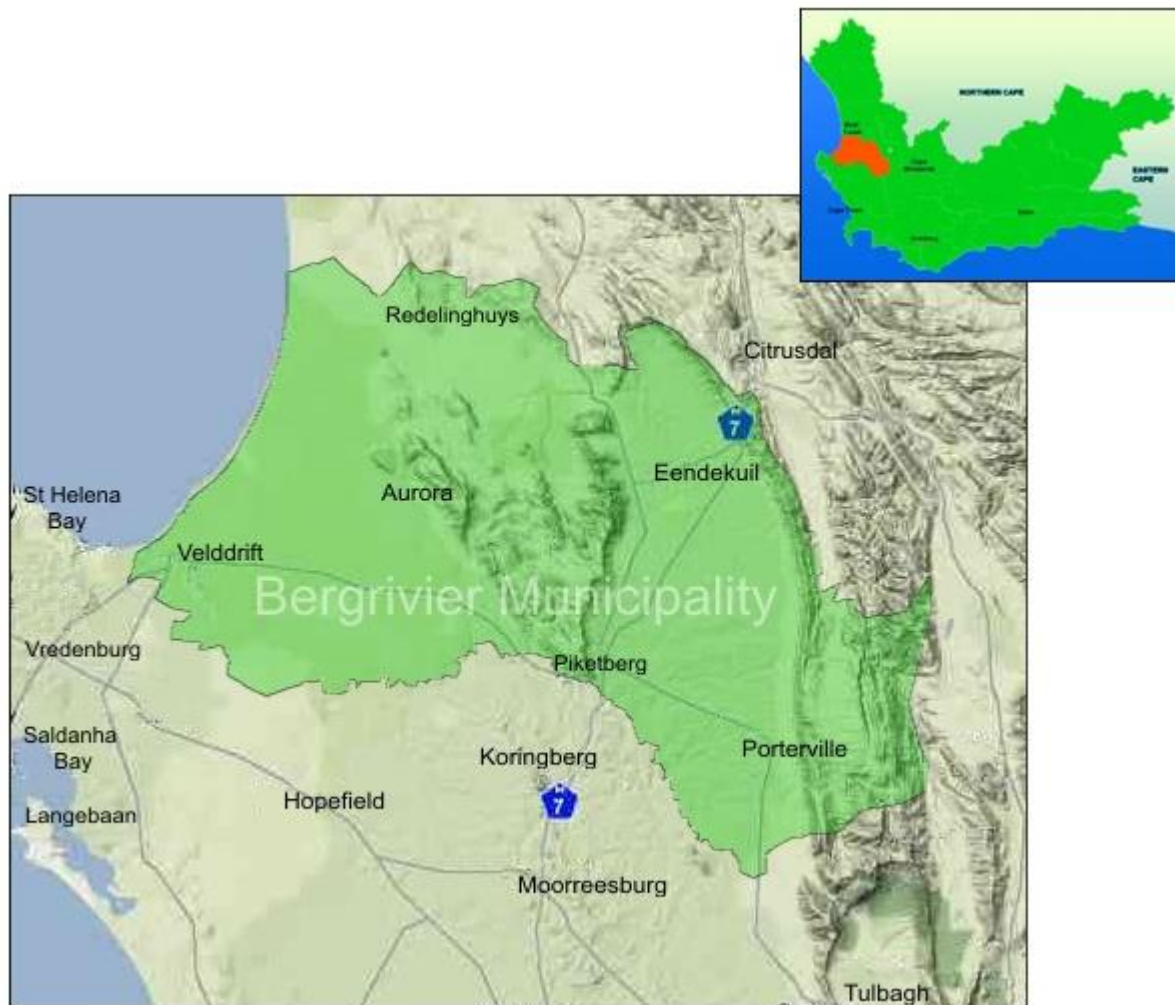 NORTHERN CAPE
EASTERN
CAPE
Redelinghuys
Citrusdal
N
7
Eendekuil
Aurora
St Helena
Bay
Velddrift
Bergrivier Municipality
Vredenburg
Piketberg
Saldanha
Bay
Porterville
Koringberg
N
7
Hopefield
Langebaan
Moorreesburg
Tulbagh